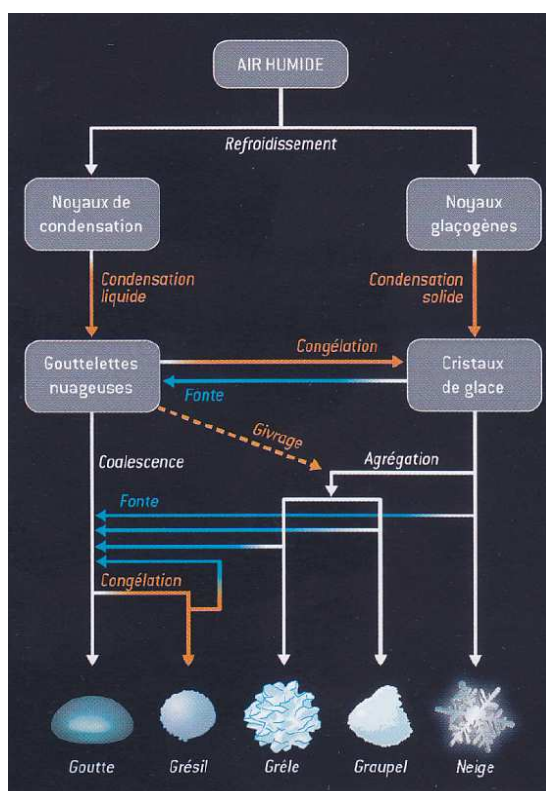 AIR HUMIDE
Refroidissement
Noyaux de
condensation
Noyaux
glaçogènes
Condensation
liquide
Condensation
solide
Gouttelettes
nuageuses
Congélation
Fonte
Cristaux
de glace
Givrage
Coalescence
Agrégation
Fonte
Congélation
Goutte
Grésil
Grêle
Graupel
Neige